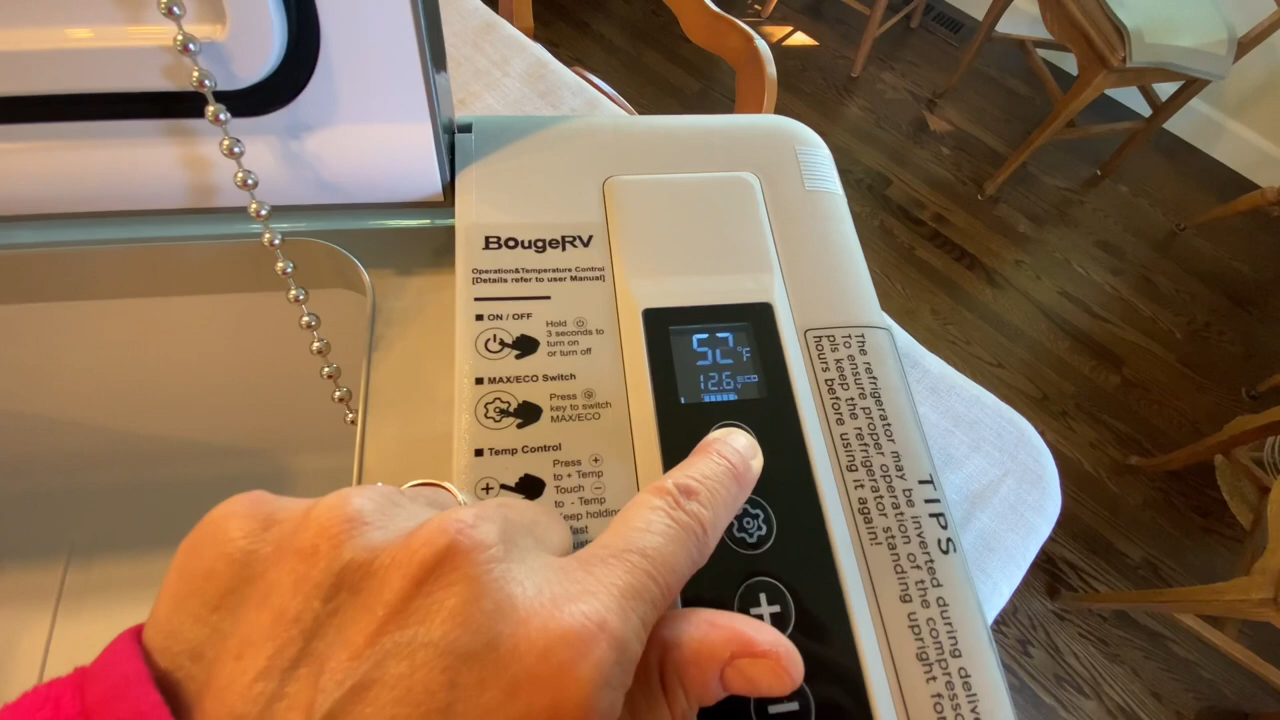 BougeRV
Operation&Temperature Control
[Details refer to user Manual]
ON / OFF
Hold
3 seconds to
turn on
or turn off
MAX/ECO Switch
Press
key to switch
MAX/ECO
Temp Control
Press +
to + Temp
Touch -
to - Temp
holding
52 °F
12.6 V ECO
+
TIPS
The refrigerator may be inverted during
To ensure proper operation of the
pls keep the refrigerator standing upright for
hours before using it again!